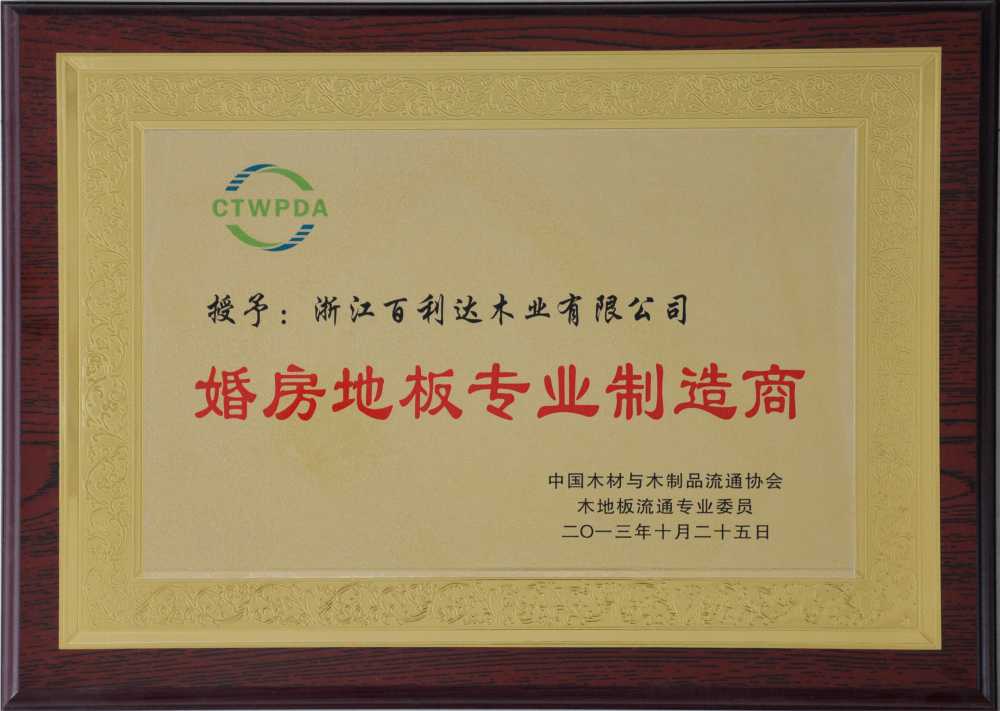 CTWPDA
授予：浙江百利达木业有限公司
婚房地板专业制造商
中国木材与木制品流通协会
木地板流通专业委员
二〇一三年十月二十五日